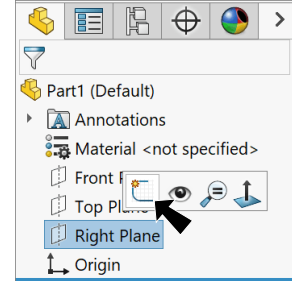 Part1 (Default)
Annotations
Material <not specified>
Front
Top Plane
Right Plane
Origin